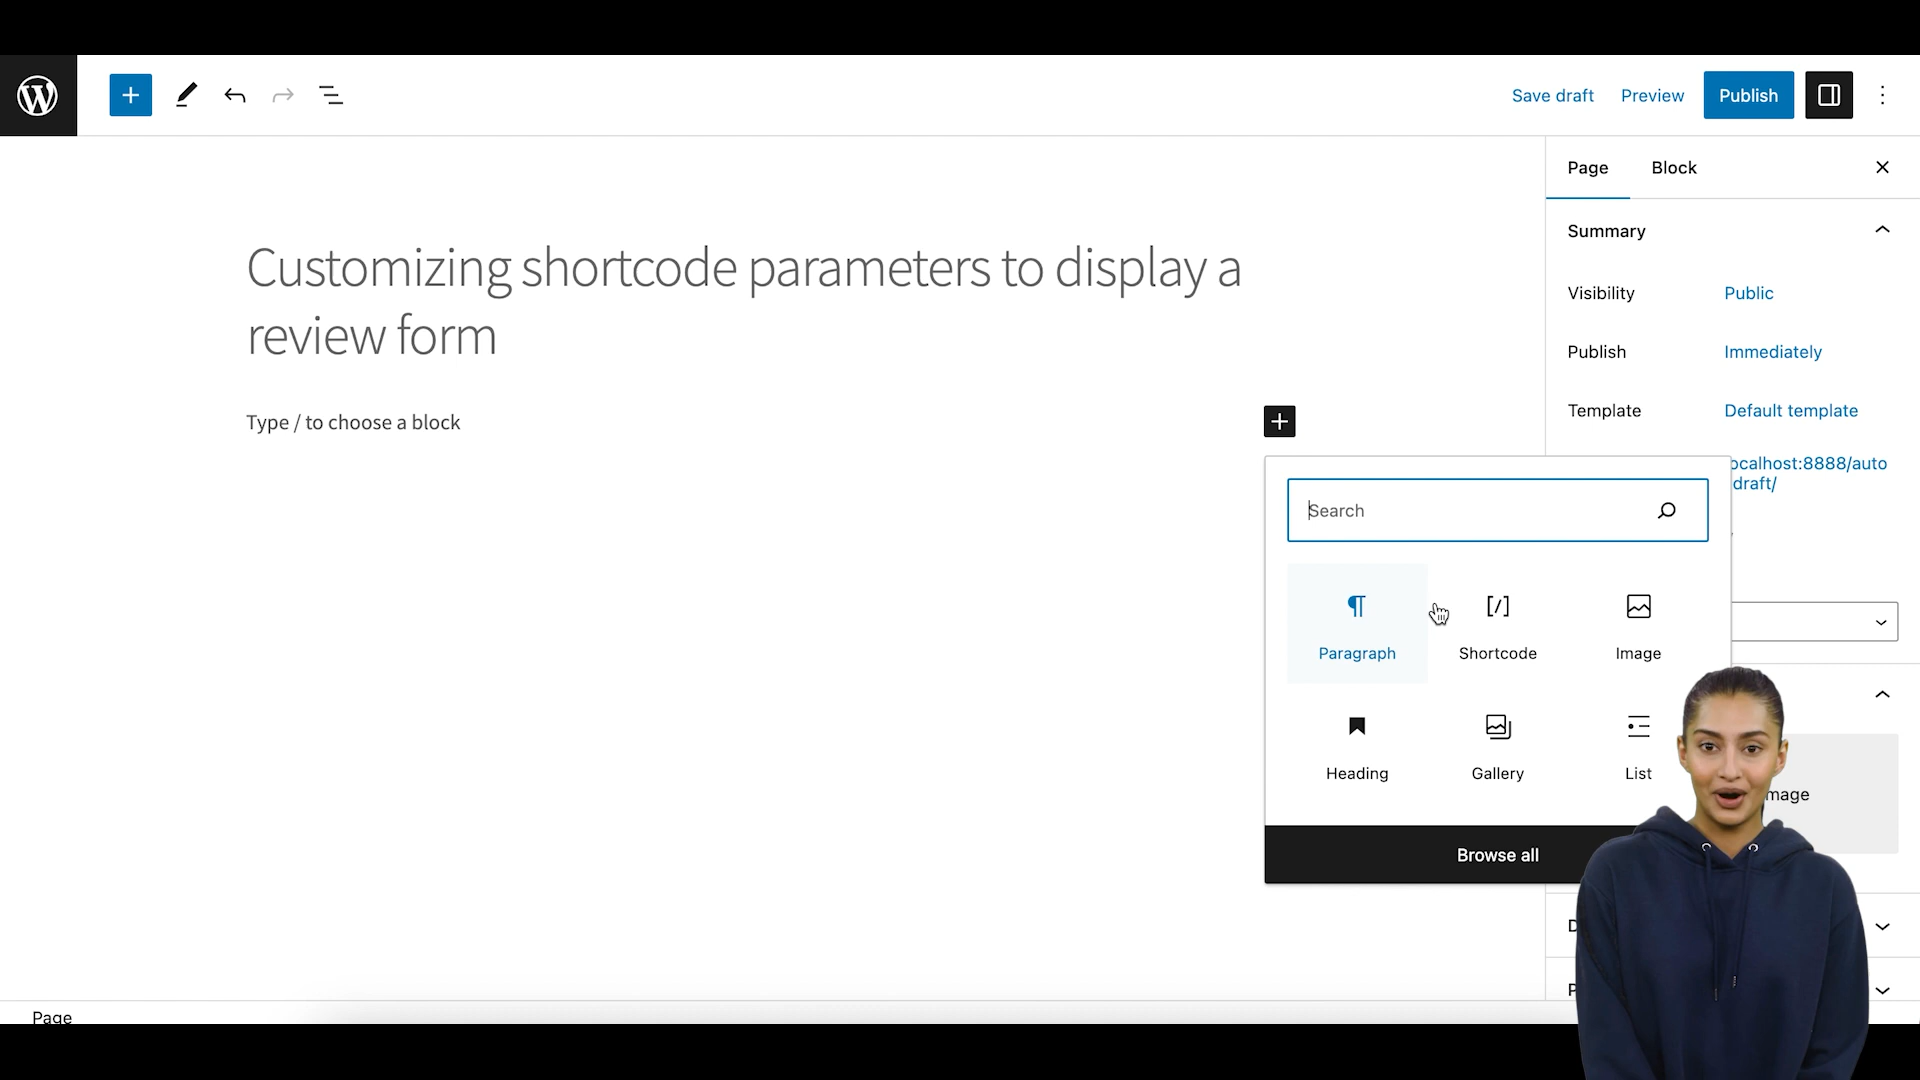 Save draft
Preview
Publish
Page
Block
Summary
Customizing shortcode parameters to display a
review form
Visibility
Public
Publish
Immediately
Template
Default template
Type / to choose a block
ocalhost:8888/auto
draft/
Search
Paragraph
Shortcode
Image
Heading
Gallery
List
mage
Browse all
D
P
Page